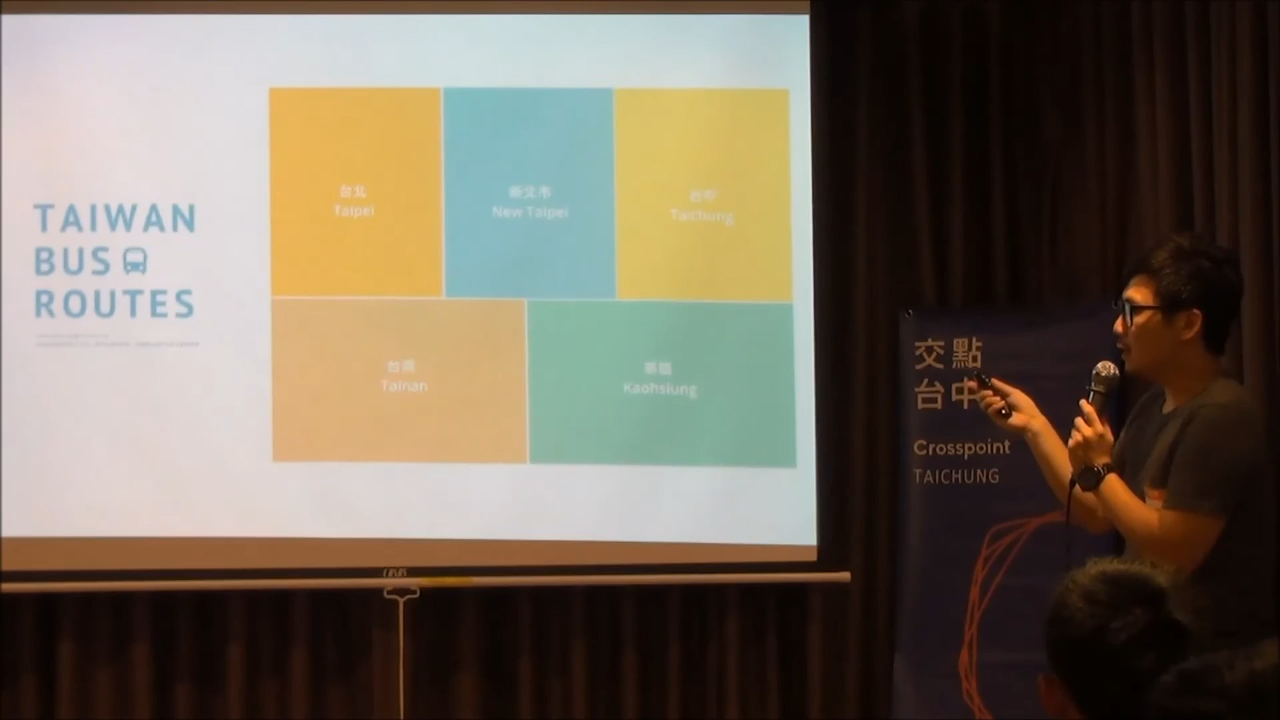 TAIWAN
BUS
ROUTES
台北
Taipei
新北市
New Taipei
台中
Taichung
台南
Tainan
高雄
Kaohsiung
交點
台中
Crosspoint
TAICHUNG